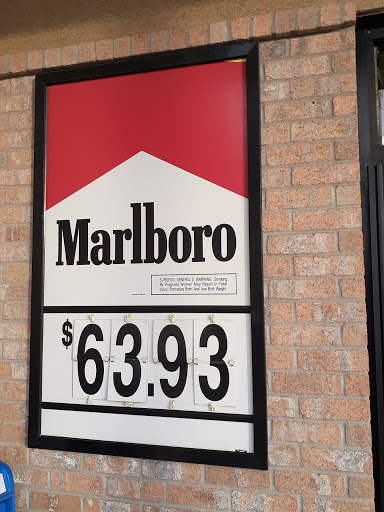 Marlboro
SURGEON GENERAL'S WARNING: Smoking
By Pregnant Women May Result in Fetal
Injury, Premature Birth, And Low Birth Weight.
$63.93